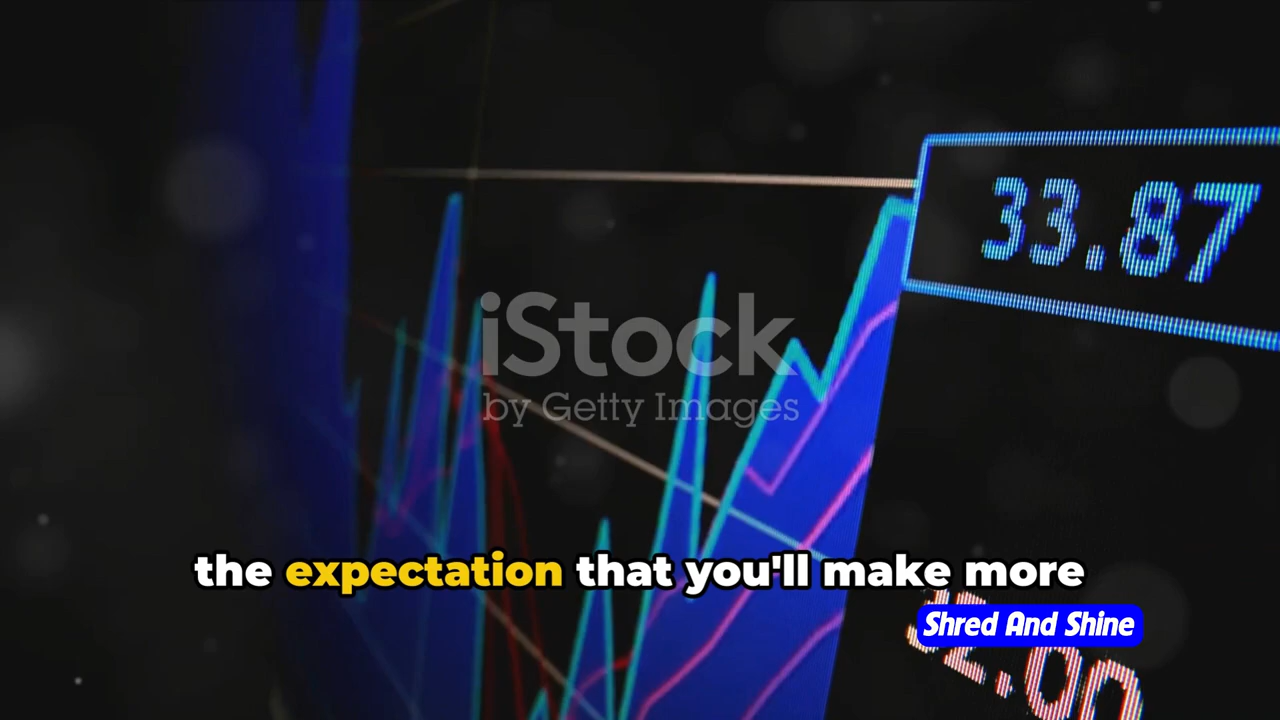 33.87
iStock
by Getty Images
the expectation that you'll make more
Shred And Shine